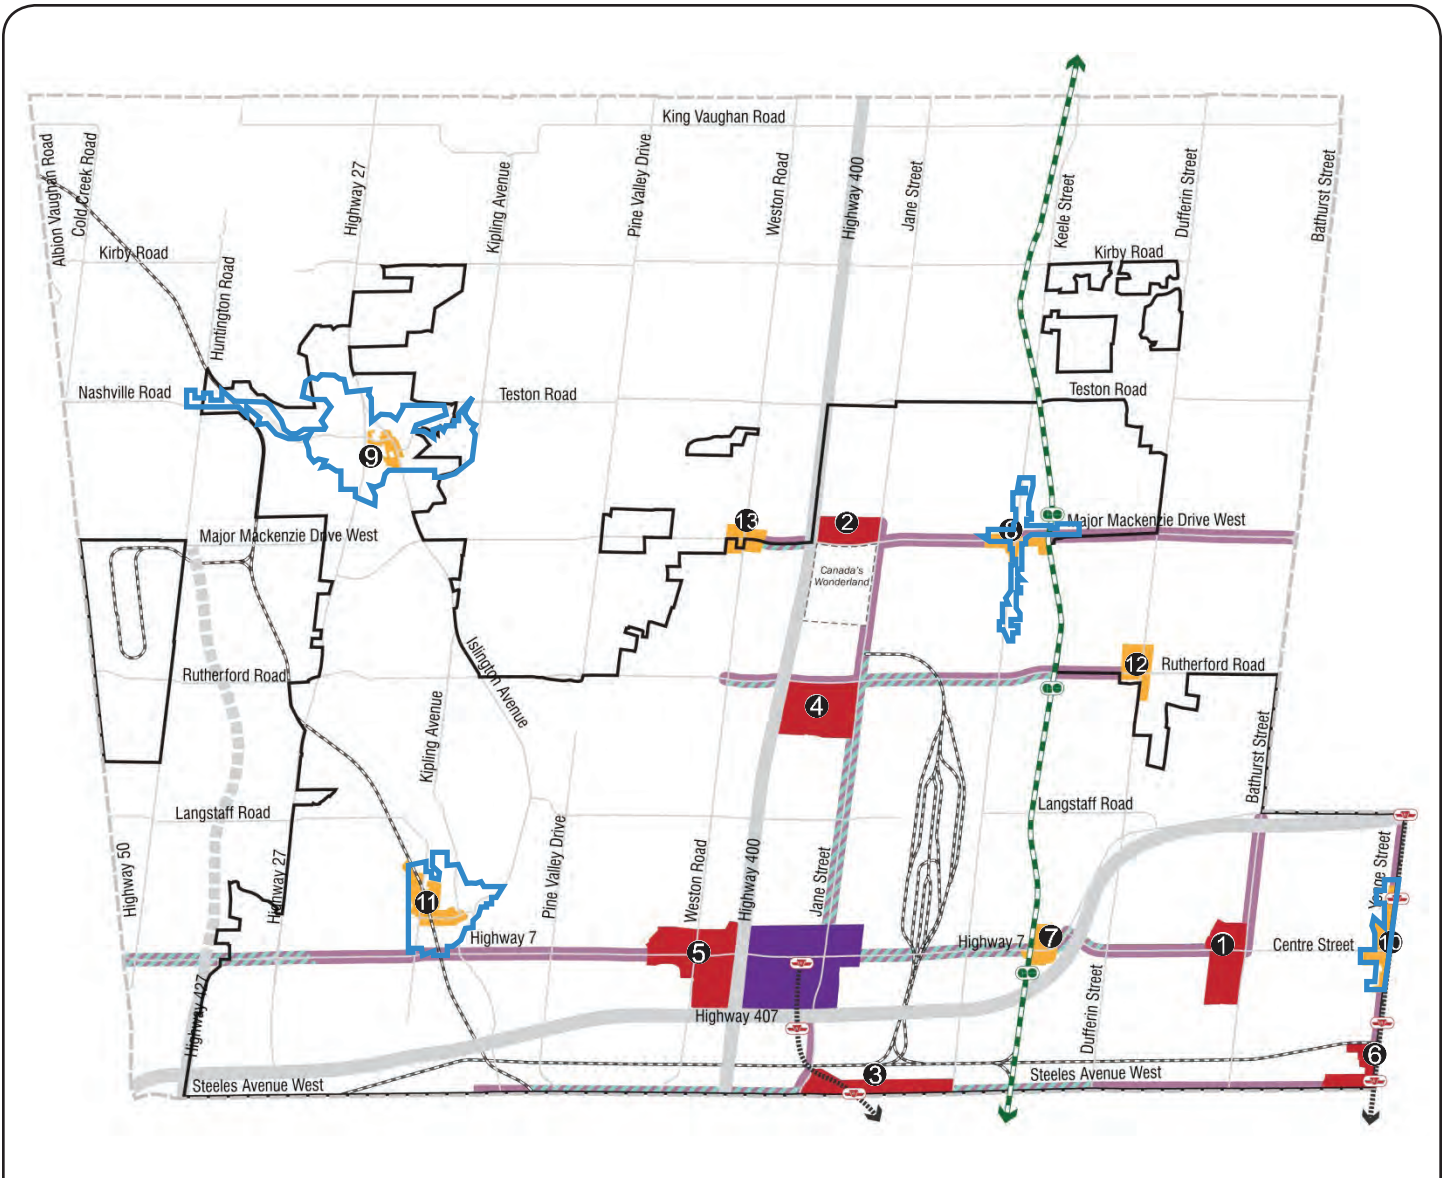 King Vaughan Road
Albion Vaughan Road
Cold Creek Road
Highway 27
Kipling Avenue
Pine Valley Drive
Weston Road
Highway 400
Jane Street
Keele Street
Dufferin Street
Bathurst Street
Kirby Road
Kirby Road
Huntington Road
Nashville Road
Teston Road
Teston Road
9
13
2
8
Major Mackenzie Drive West
Major Mackenzie Drive West
Canada's
Wonderland
12
Rutherford Road
Rutherford Road
Islington Avenue
4
Kipling Avenue
Bathurst Street
Langstaff Road
Langstaff Road
Highway 50
Highway 27
Pine Valley Drive
Weston Road
Highway 400
Jane Street
Yonge Street
11
Highway 7
5
Highway 7
7
1
Centre Street
10
Highway 427
Highway 407
Dufferin Street
6
3
Steeles Avenue West
Steeles Avenue West